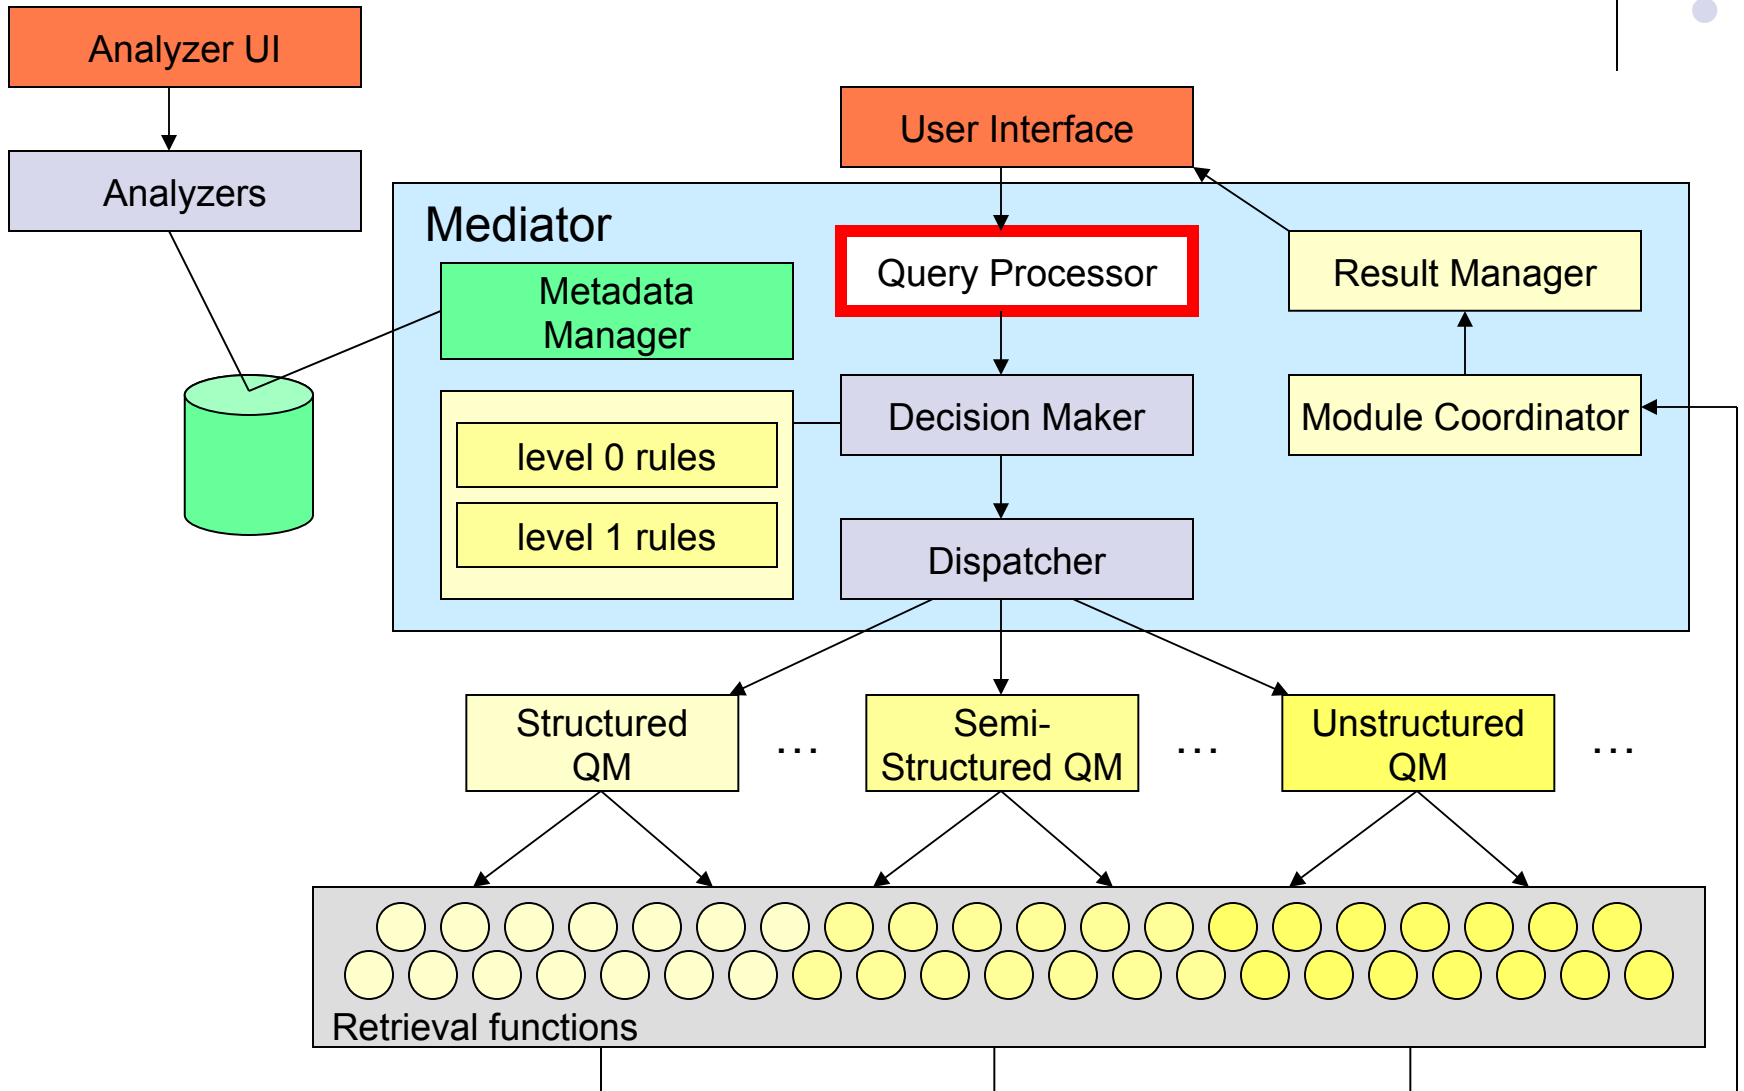 Analyzer UI
User Interface
Analyzers
Mediator
Query Processor
Result Manager
Metadata
Manager
Decision Maker
Module Coordinator
level 0 rules
level 1 rules
Dispatcher
Structured
QM
...
Semi-
Structured QM
...
Unstructured
QM
...
Retrieval functions